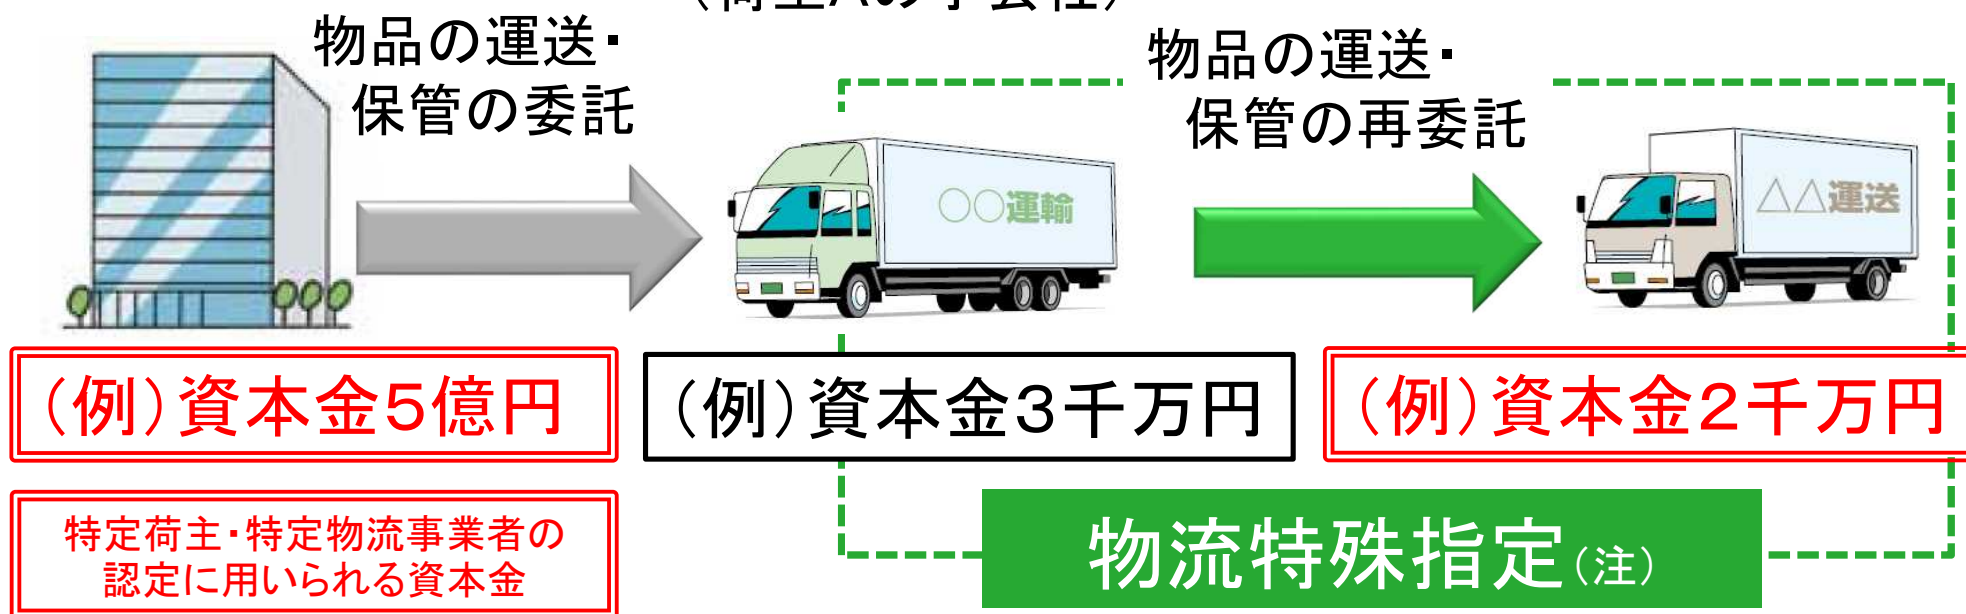 物品の運送・
保管の委託
物品の運送・
保管の再委託
○○運輸
△△運送
（例）資本金５億円
（例）資本金３千万円
（例）資本金２千万円
特定荷主・特定物流事業者の
認定に用いられる資本金
物流特殊指定（注）